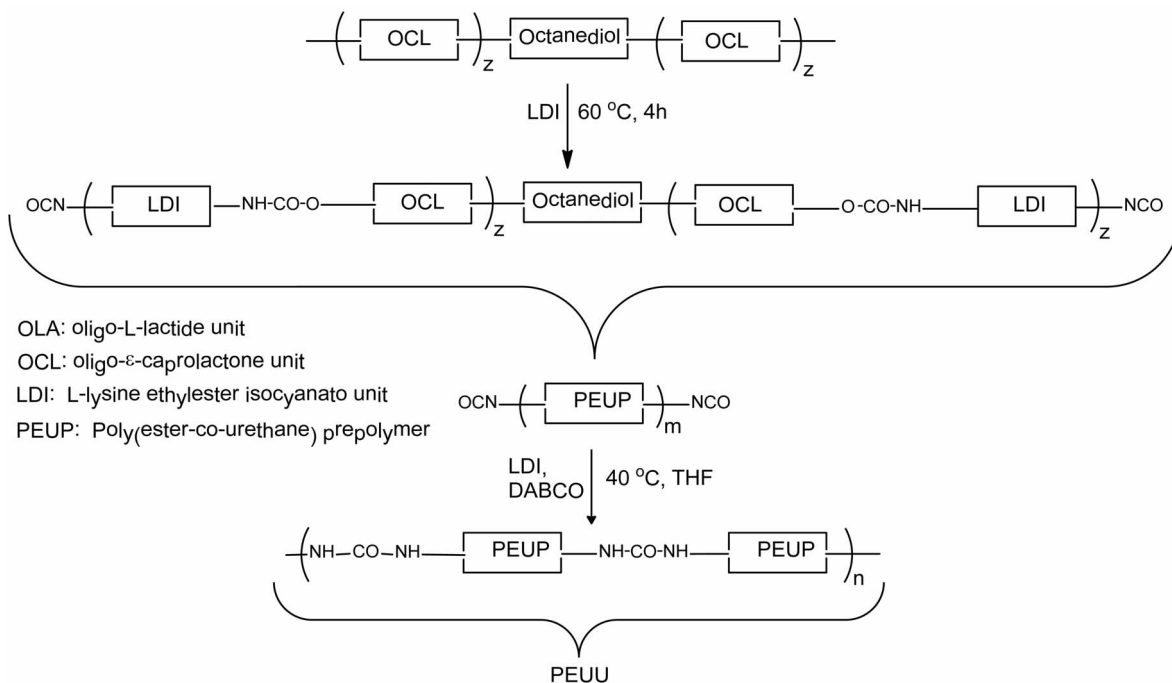 OCL Octanediol OCL
z z
LDI 60 °C, 4h
OCN LDI NH-CO-O OCL Octanediol OCL O-CO-NH LDI NCO
z z
OLA: oligo-L-lactide unit
OCL: oligo-ε-caprolactone unit
LDI: L-lysine ethylester isocyanato unit
PEUP: Poly(ester-co-urethane) prepolymer
OCN PEUP NCO
m
LDI,
DABCO
40 °C, THF
NH CO NH PEUP NH-CO-NH PEUP
n
PEUU